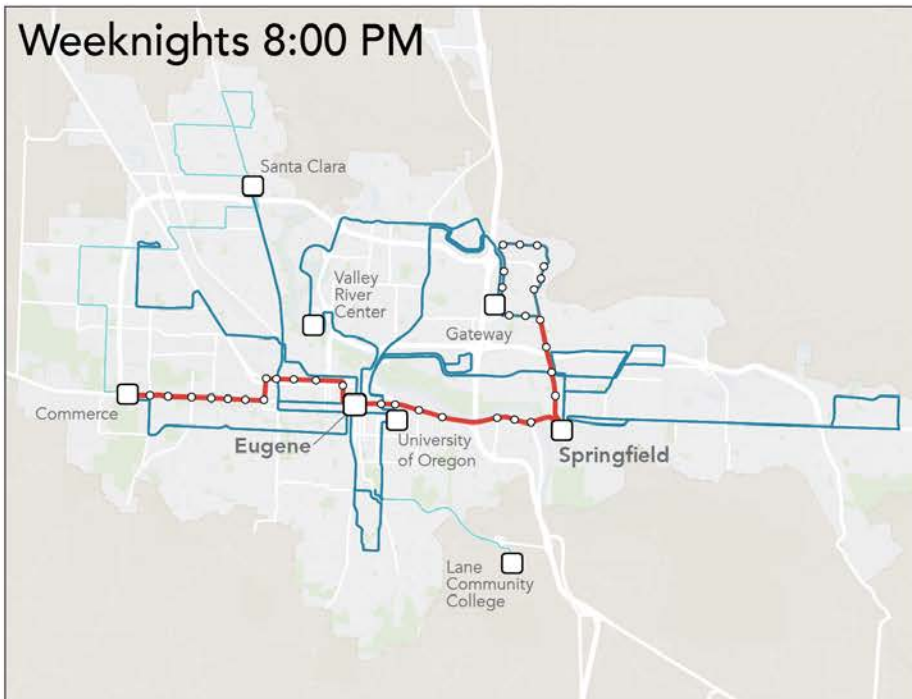 Weeknights 8:00 PM
Santa Clara
Valley
River
Center
Gateway
Commerce
Eugene
University
of Oregon
Springfield
Lane
Community
College